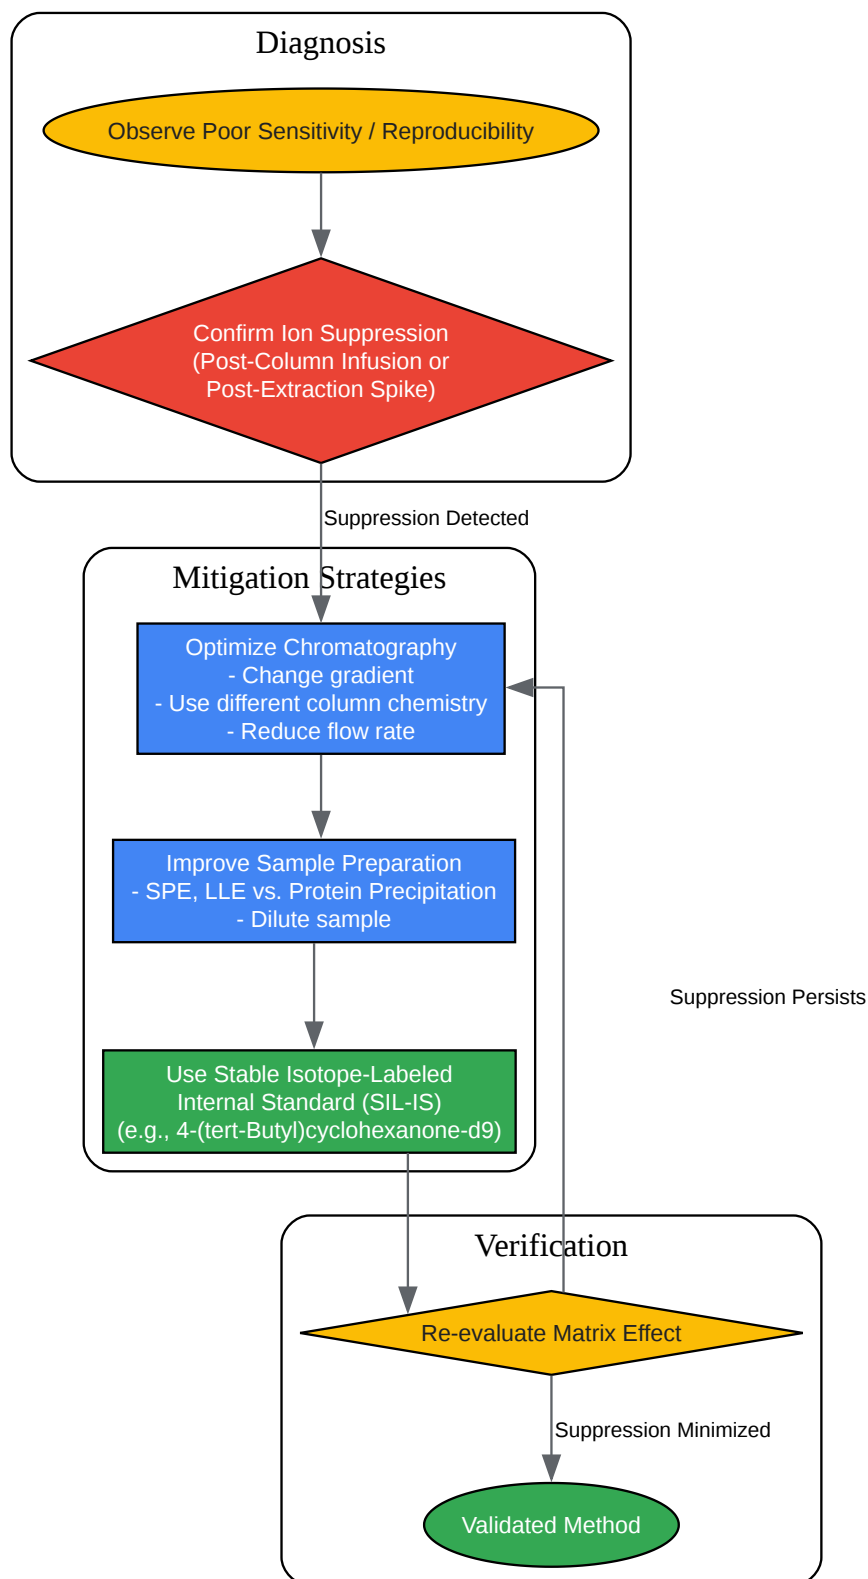 Diagnosis
Observe Poor Sensitivity / Reproducibility
Confirm Ion Suppression
(Post-Column Infusion or
Post-Extraction Spike)
Suppression Detected
Mitigation Strategies
Optimize Chromatography
- Change gradient
- Use different column chemistry
- Reduce flow rate
Improve Sample Preparation
- SPE, LLE vs. Protein Precipitation
- Dilute sample
Suppression Persists
Use Stable Isotope-Labeled
Internal Standard (SIL-IS)
(e.g., 4-(tert-Butyl)cyclohexanone-d9)
Verification
Re-evaluate Matrix Effect
Suppression Minimized
Validated Method